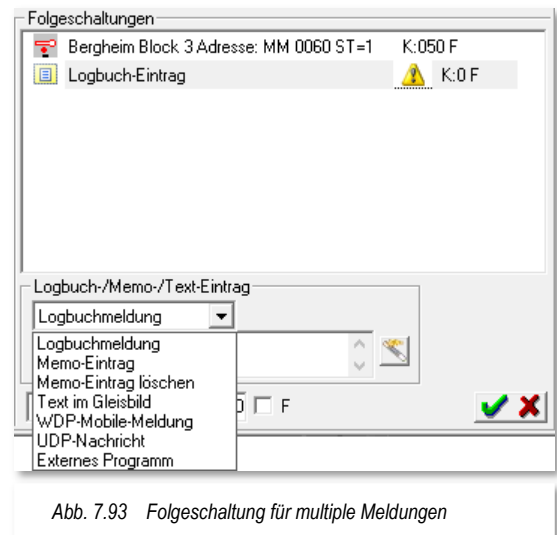 Folgeschaltungen
Bergheim Block 3 Adresse: MM 0060 ST=1 K:050 F
Logbuch-Eintrag K:0 F
Logbuch-/Memo-/Text-Eintrag
Logbuchmeldung
Logbuchmeldung
Memo-Eintrag
Memo-Eintrag löschen
Text im Gleisbild
F
WDP-Mobile-Meldung
UDP-Nachricht
Externes Programm
Abb. 7.93 Folgeschaltung für multiple Meldungen